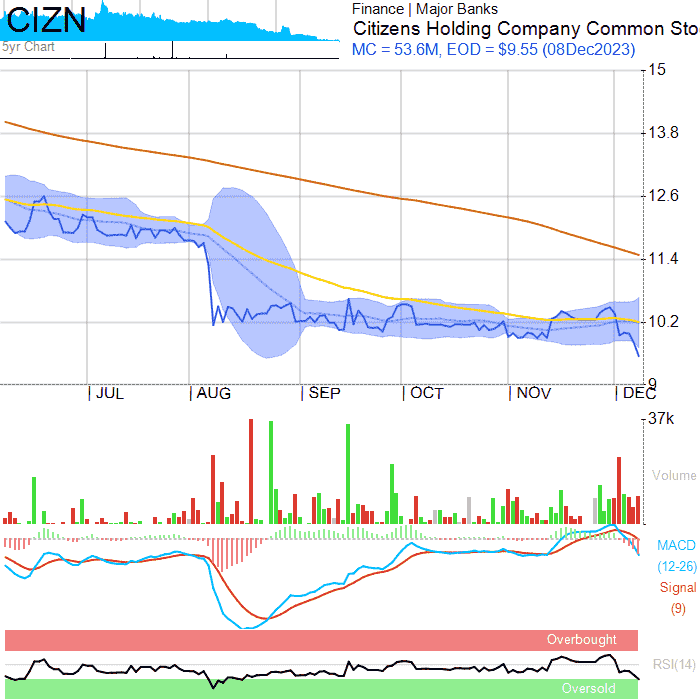 CIZN
5yr Chart
Finance | Major Banks
Citizens Holding Company Common Sto
MC = 53.6M, EOD = $9.55 (08Dec2023)
15
13.8
12.6
11.4
10.2
9
JUL AUG SEP OCT NOV DEC
37k
Volume
MACD
(12-26)
Signal
(9)
Overbought
RSI(14)
Oversold